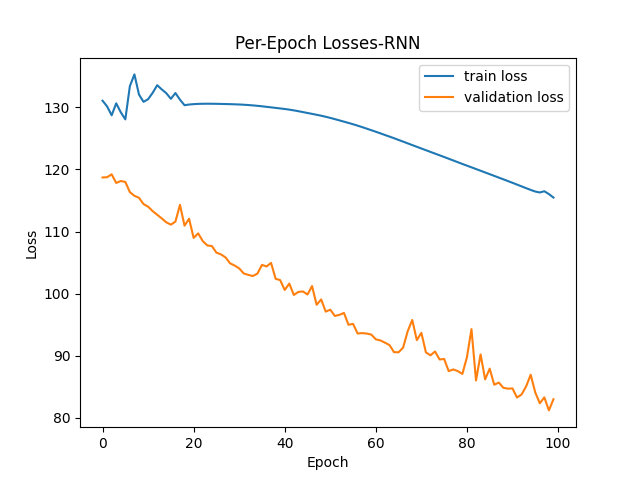 Per-Epoch Losses-RNN
train loss
validation loss
130
120
110
100
90
80
Loss
0 20 40 60 80 100
Epoch